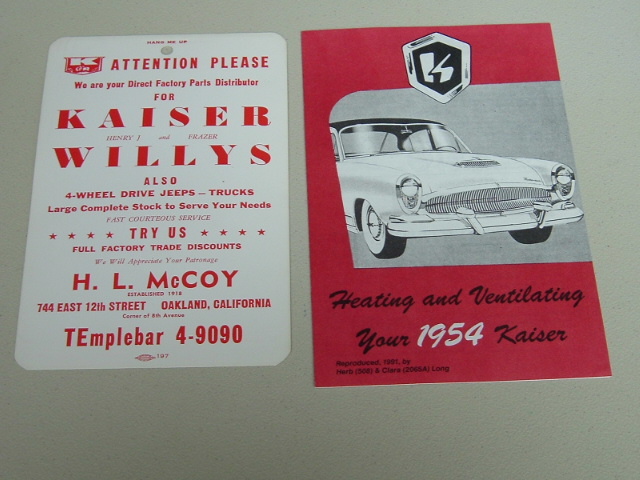 HANG ME UP
ATTENTION PLEASE
We are your Direct Factory Parts Distributor
FOR
KAISER
HENRY J and FRAZER
WILLYS
ALSO
4-WHEEL DRIVE JEEPS — TRUCKS
Large Complete Stock to Serve Your Needs
FAST COURTEOUS SERVICE
★ ★ ★ ★ TRY US ★ ★ ★ ★
FULL FACTORY TRADE DISCOUNTS
We Will Appreciate Your Patronage
H. L. McCOY
ESTABLISHED 1918
744 EAST 12th STREET OAKLAND, CALIFORNIA
Corner of 8th Avenue
TEmplebar 4-9090
197
K
Heating and Ventilating
Your 1954 Kaiser
Reproduced, 1991, by
Herb (505) & Clara (2065A) Long